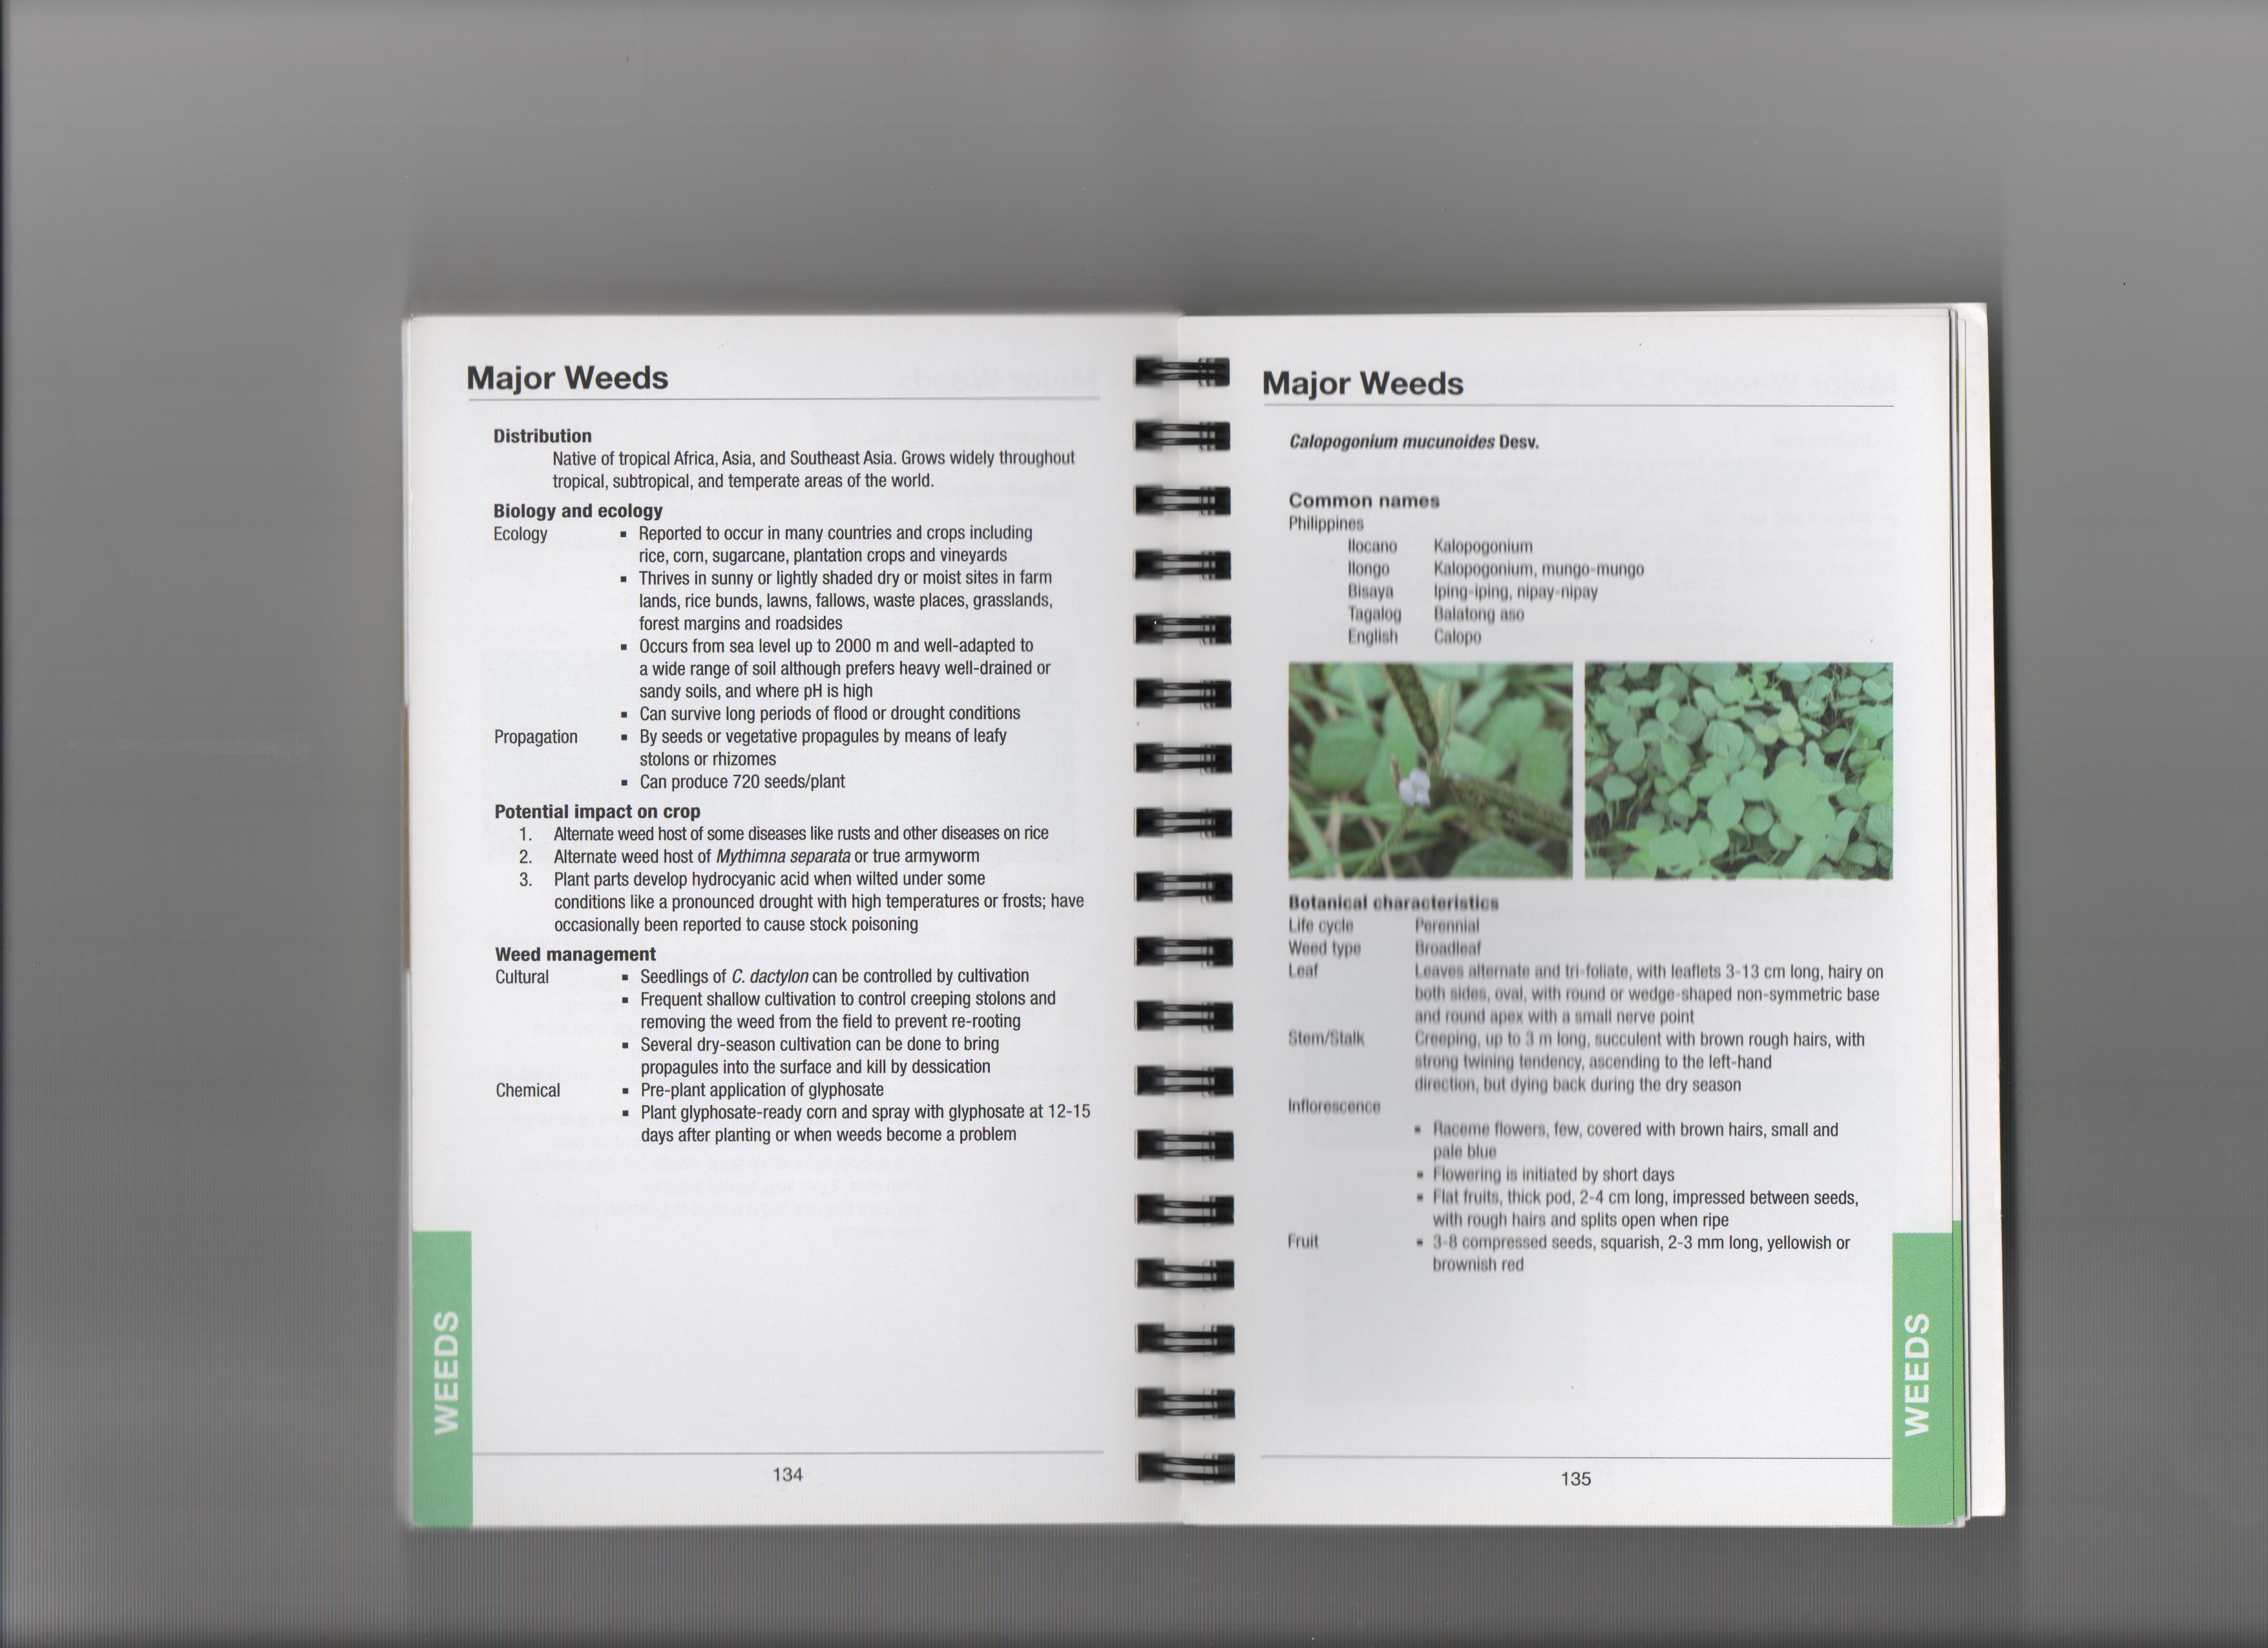 Major Weeds
Distribution
Native of tropical Africa, Asia, and Southeast Asia. Grows widely throughout
tropical, subtropical, and temperate areas of the world.
Biology and ecology
Ecology ▪ Reported to occur in many countries and crops including
rice, corn, sugarcane, plantation crops and vineyards
▪ Thrives in sunny or lightly shaded dry or moist sites in farm
lands, rice bunds, lawns, fallows, waste places, grasslands,
forest margins and roadsides
▪ Occurs from sea level up to 2000 m and well-adapted to
a wide range of soil although prefers heavy well-drained or
sandy soils, and where pH is high
▪ Can survive long periods of flood or drought conditions
Propagation ▪ By seeds or vegetative propagules by means of leafy
stolons or rhizomes
▪ Can produce 720 seeds/plant
Potential impact on crop
1. Alternate weed host of some diseases like rusts and other diseases on rice
2. Alternate weed host of Mythimna separata or true armyworm
3. Plant parts develop hydrocyanic acid when wilted under some
conditions like a pronounced drought with high temperatures or frosts; have
occasionally been reported to cause stock poisoning
Weed management
Cultural ▪ Seedlings of C. dactylon can be controlled by cultivation
▪ Frequent shallow cultivation to control creeping stolons and
removing the weed from the field to prevent re-rooting
▪ Several dry-season cultivation can be done to bring
propagules into the surface and kill by dessication
Chemical ▪ Pre-plant application of glyphosate
▪ Plant glyphosate-ready corn and spray with glyphosate at 12-15
days after planting or when weeds become a problem
WEEDS
134
Major Weeds
Calopogonium mucunoides Desv.
Common names
Philippines
Ilocano Kalopogonium
Ilongo Kalopogonium, mungo-mungo
Bisaya Iping-iping, nipay-nipay
Tagalog Balatong aso
English Calopo
Botanical characteristics
Life cycle Perennial
Weed type Broadleaf
Leaf Leaves alternate and tri-foliate, with leaflets 3-13 cm long, hairy on
both sides, oval, with round or wedge-shaped non-symmetric base
and round apex with a small nerve point
Stem/Stalk Creeping, up to 3 m long, succulent with brown rough hairs, with
strong twining tendency, ascending to the left-hand
direction, but dying back during the dry season
Inflorescence
▪ Raceme flowers, few, covered with brown hairs, small and
pale blue
▪ Flowering is initiated by short days
▪ Flat fruits, thick pod, 2-4 cm long, impressed between seeds,
with rough hairs and splits open when ripe
Fruit ▪ 3-8 compressed seeds, squarish, 2-3 mm long, yellowish or
brownish red
WEEDS
135